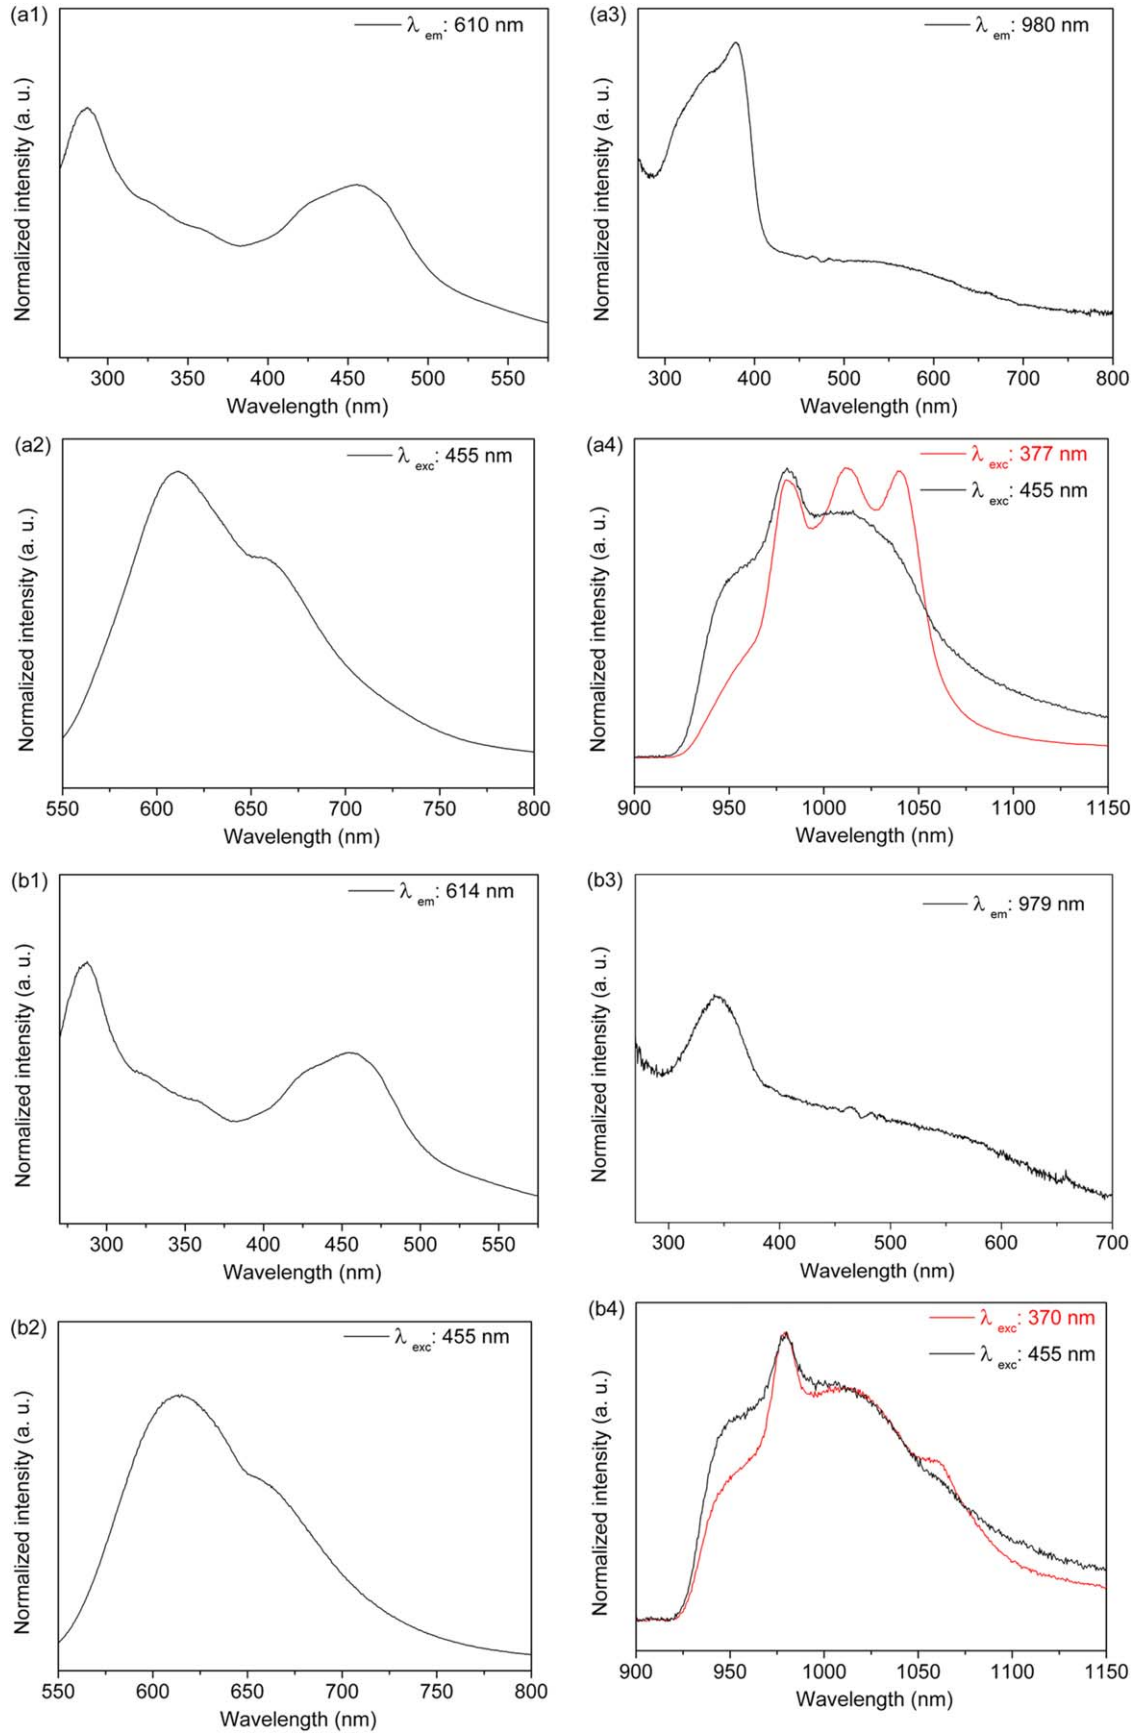 (a1)
λ em: 610 nm
Normalized intensity (a. u.)
300 350 400 450 500 550
Wavelength (nm)
(a3)
λ em: 980 nm
Normalized intensity (a. u.)
300 400 500 600 700 800
Wavelength (nm)
(a2)
λ exc: 455 nm
Normalized intensity (a. u.)
550 600 650 700 750 800
Wavelength (nm)
(a4)
λ exc: 377 nm
λ exc: 455 nm
Normalized intensity (a. u.)
900 950 1000 1050 1100 1150
Wavelength (nm)
(b1)
λ em: 614 nm
Normalized intensity (a. u.)
300 350 400 450 500 550
Wavelength (nm)
(b3)
λ em: 979 nm
Normalized intensity (a. u.)
300 400 500 600 700
Wavelength (nm)
(b2)
λ exc: 455 nm
Normalized intensity (a. u.)
550 600 650 700 750 800
Wavelength (nm)
(b4)
λ exc: 370 nm
λ exc: 455 nm
Normalized intensity (a. u.)
900 950 1000 1050 1100 1150
Wavelength (nm)